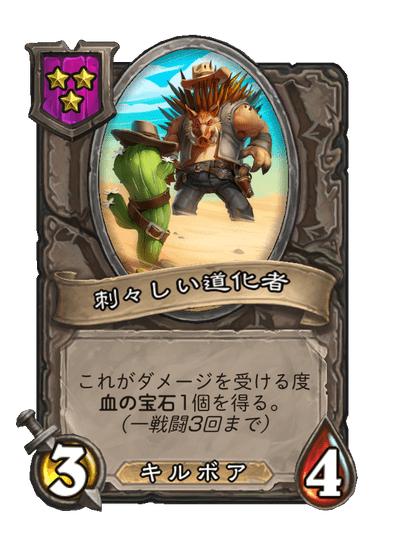 刺々しい道化者
これがダメージを受ける度
血の宝石1個を得る。
(一戦闘3回まで)
3
キルボア
4